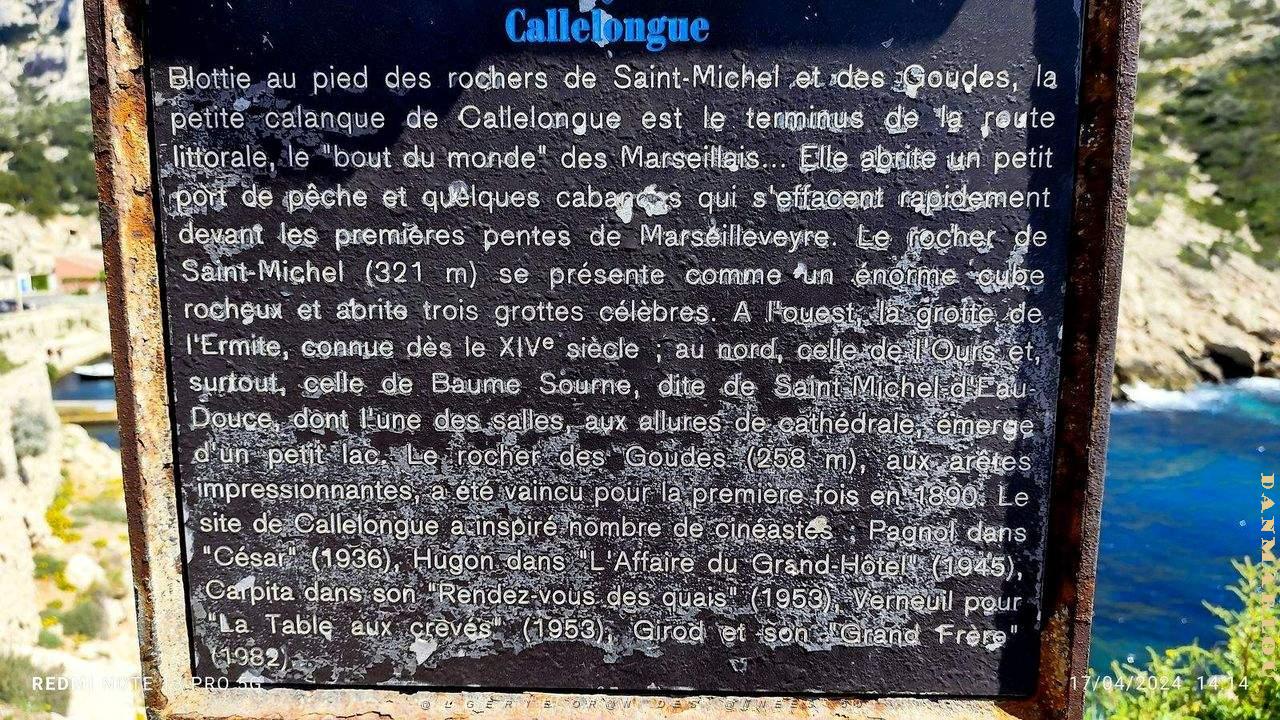 Callelongue
Blottie au pied des rochers de Saint-Michel et des Goudes, la
petite calanque de Callelongue est le terminus de la route
littorale, le "bout du monde" des Marseillais... Elle abrite un petit
port de pêche et quelques cabanons qui s'effacent rapidement
devant les premières pentes de Marseilleveyre. Le rocher de
Saint-Michel (321 m) se présente comme un énorme cube
rocheux et abrite trois grottes célèbres. A l'ouest, la grotte de
l'Ermite, connue dès le XIVe siècle ; au nord, celle de l'Ours et,
surtout, celle de Baume Sourne, dite de Saint-Michel-d'Eau-
Douce, dont l'une des salles, aux allures de cathédrale, émerge
d'un petit lac. Le rocher des Goudes (258 m), aux arêtes
impressionnantes, a été vaincu pour la première fois en 1890. Le
site de Callelongue a inspiré nombre de cinéastes : Pagnol dans
"César" (1936), Hugon dans "L'Affaire du Grand-Hôtel" (1945),
Carpita dans son "Rendez-vous des quais" (1953), Verneuil pour
"La Table aux crevés" (1953), Girod et son "Grand Frère"
(1982).
REDMI NOTE PRO 5G
17/04/2024 14:14